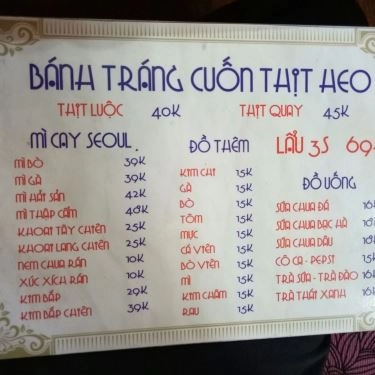 BÁNH TRÁNG CUỐN THỊT HEO
THỊT LUỘC 40K THỊT QUAY 45K
MÌ CAY SEOUL.
MÌ BÒ 39K
MÌ GÀ 39K
MÌ HẢI SẢN 42K
MÌ THẬP CẨM
KHOAI TÂY CHIÊN 25K
KHOAI LANG CHIÊN 25K
NEM CHUA RÁN 10K
XÚC XÍCH RÁN 10K
KIM BẮP 29K
KIM BẮP CHIÊN 39K
ĐỒ THÊM
KIM CHI 15K
GÀ 15K
BÒ 15K
TÔM 15K
MỰC 15K
CÁ VIÊN 15K
BÒ VIÊN 15K
MÌ 15K
KIM CHÂM 15K
RAU 15K
LẨU 3S
ĐỒ UỐNG
SỮA CHUA ĐÁ
SỮA CHUA BẠC HÀ
SỮA CHUA DÂU
CÔ CA - PEPSI
TRÀ SỮA - TRÀ ĐÀO
TRÀ THÁI XANH